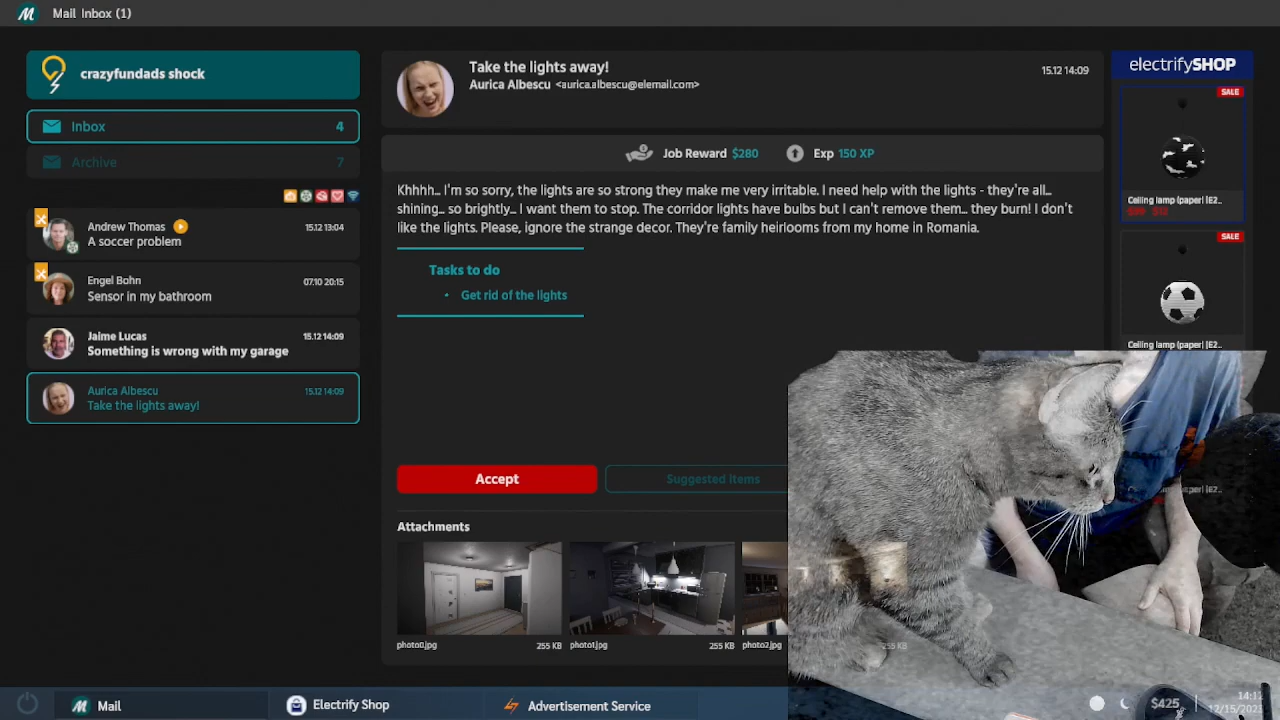 Mail Inbox (1)
crazyfundads shock
Inbox 4
Archive 7
Andrew Thomas 15.12 13:04
A soccer problem
Engel Bohn 07.10 20:15
Sensor in my bathroom
Jaime Lucas 15.12 14:09
Something is wrong with my garage
Aurica Albescu 15.12 14:09
Take the lights away!
Take the lights away! 15.12 14:09
Aurica Albescu <aurica.albescu@elemail.com>
Job Reward $280 Exp 150 XP
Khhhh... I'm so sorry, the lights are so strong they make me very irritable. I need help with the lights - they're all...
shining... so brightly... I want them to stop. The corridor lights have bulbs but I can't remove them... they burn! I don't
like the lights. Please, ignore the strange decor. They're family heirlooms from my home in Romania.
Tasks to do
• Get rid of the lights
Accept
Suggested items
Attachments
photo0.jpg 255 KB
photo1.jpg 255 KB
photo2.jpg 255 KB
electrifySHOP
SALE
Ceiling lamp (paper) |E2...
SALE
Ceiling lamp (paper) |E2...
Mail
Electrify Shop
Advertisement Service
$425